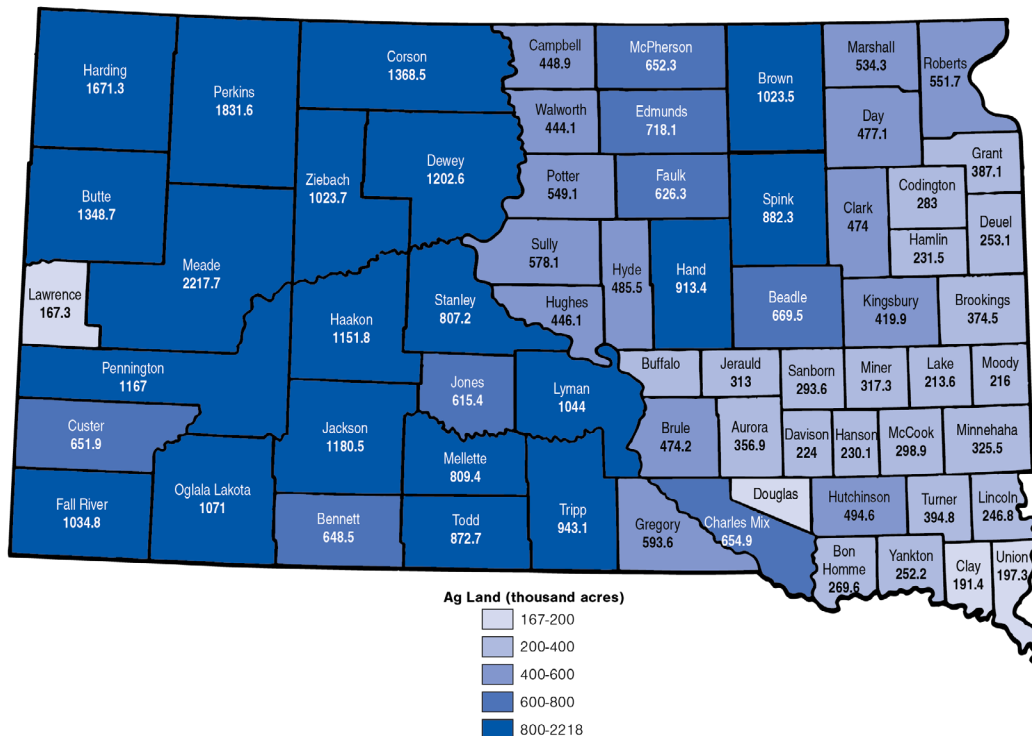 Harding
1671.3
Perkins
1831.6
Corson
1368.5
Campbell
448.9
McPherson
652.3
Brown
1023.5
Marshall
534.3
Roberts
551.7
Walworth
444.1
Edmunds
718.1
Day
477.1
Dewey
1202.6
Ziebach
1023.7
Grant
387.1
Butte
1348.7
Potter
549.1
Faulk
626.3
Spink
882.3
Clark
474
Codington
283
Deuel
253.1
Hamlin
231.5
Meade
2217.7
Sully
578.1
Hyde
485.5
Hand
913.4
Lawrence
167.3
Haakon
1151.8
Stanley
807.2
Hughes
446.1
Beadle
669.5
Kingsbury
419.9
Brookings
374.5
Pennington
1167
Jones
615.4
Lyman
1044
Buffalo
Jerauld
313
Sanborn
293.6
Miner
317.3
Lake
213.6
Moody
216
Custer
651.9
Jackson
1180.5
Mellette
809.4
Brule
474.2
Aurora
356.9
Davison
224
Hanson
230.1
McCook
298.9
Minnehaha
325.5
Fall River
1034.8
Oglala Lakota
1071
Bennett
648.5
Todd
872.7
Tripp
943.1
Gregory
593.6
Charles Mix
654.9
Douglas
Hutchinson
494.6
Turner
394.8
Lincoln
246.8
Bon
Homme
269.6
Yankton
252.2
Clay
191.4
Union
197.3
Ag Land (thousand acres)
167-200
200-400
400-600
600-800
800-2218